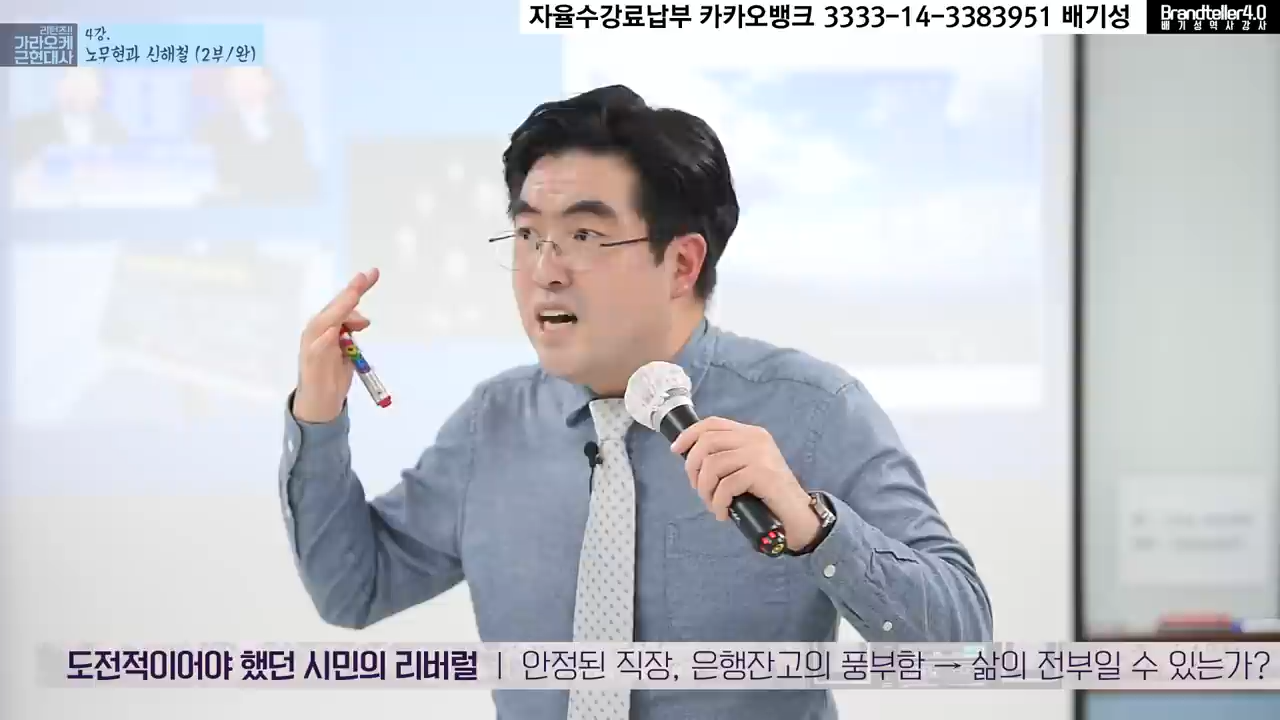 자율수강료납부 카카오뱅크 3333-14-3383951 배기성
Brandteller4.0
배기성역사강사
리턴즈!!
가라오케
근현대사
4강.
노무현과 신해철 (2부/완)
도전적이어야 했던 시민의 리버럴 | 안정된 직장, 은행잔고의 풍부함 → 삶의 전부일 수 있는가?